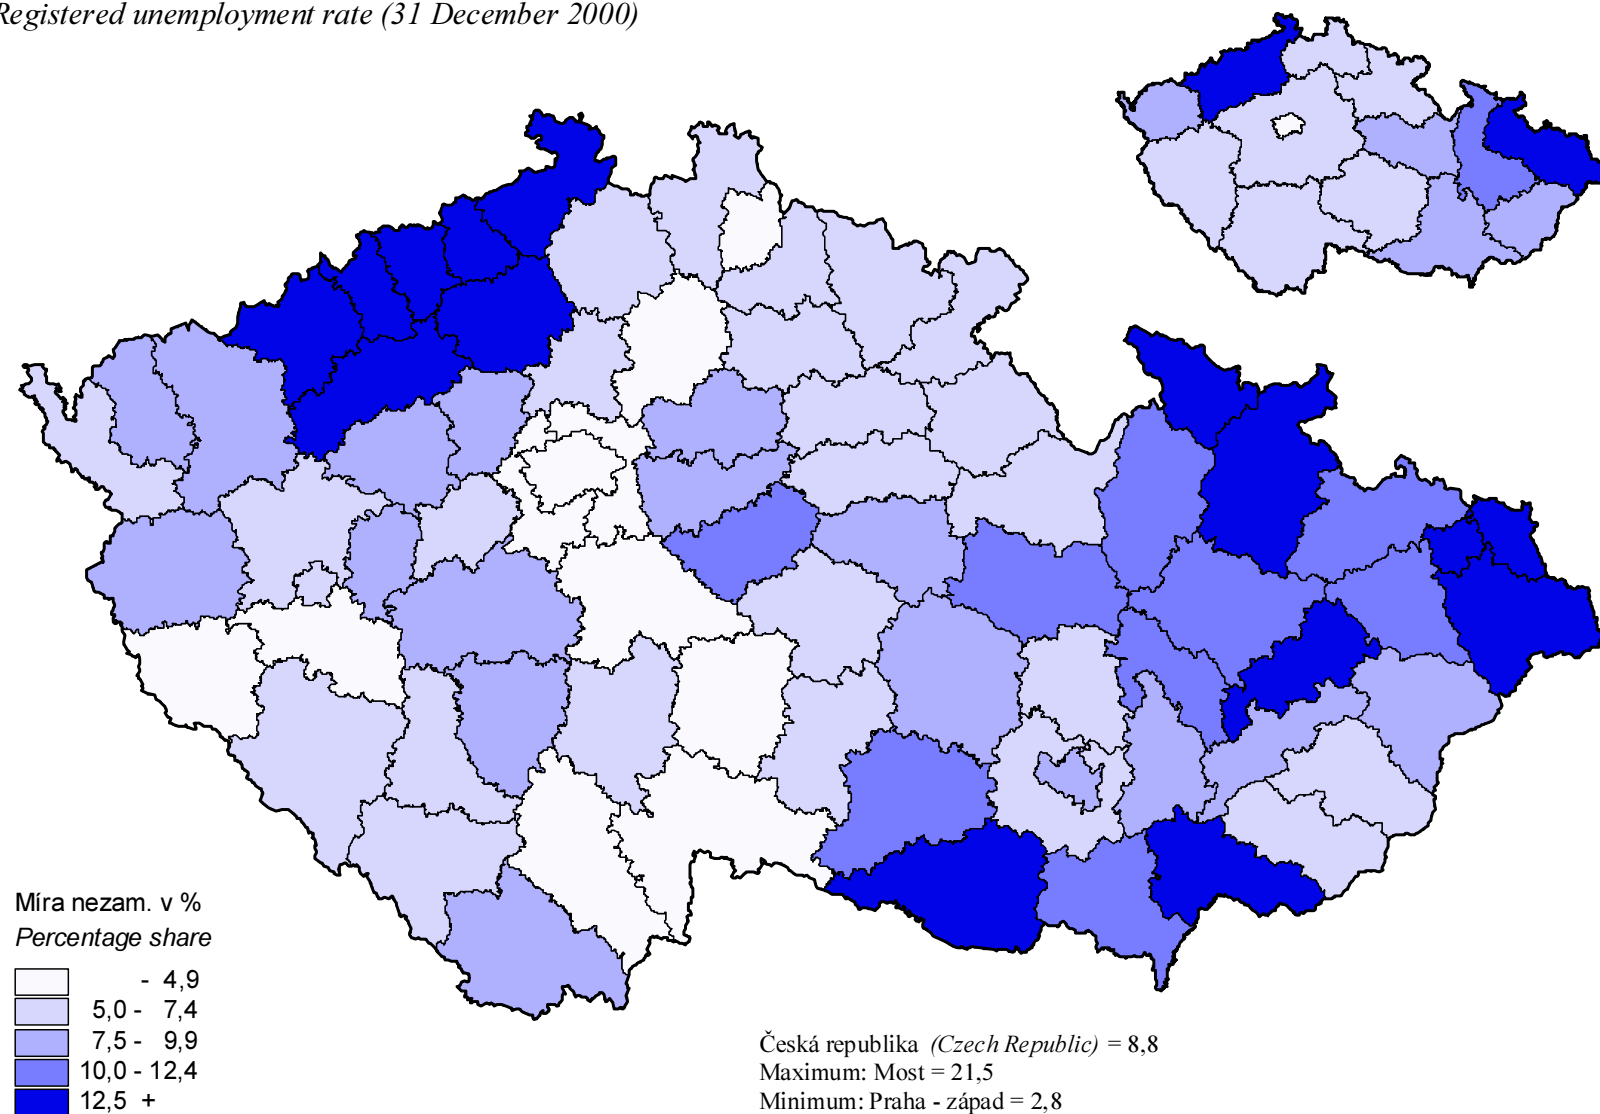 Registered unemployment rate (31 December 2000)
Míra nezam. v %
Percentage share
- 4,9
5,0 - 7,4
7,5 - 9,9
10,0 - 12,4
12,5 +
Česká republika (Czech Republic) = 8,8
Maximum: Most = 21,5
Minimum: Praha - západ = 2,8